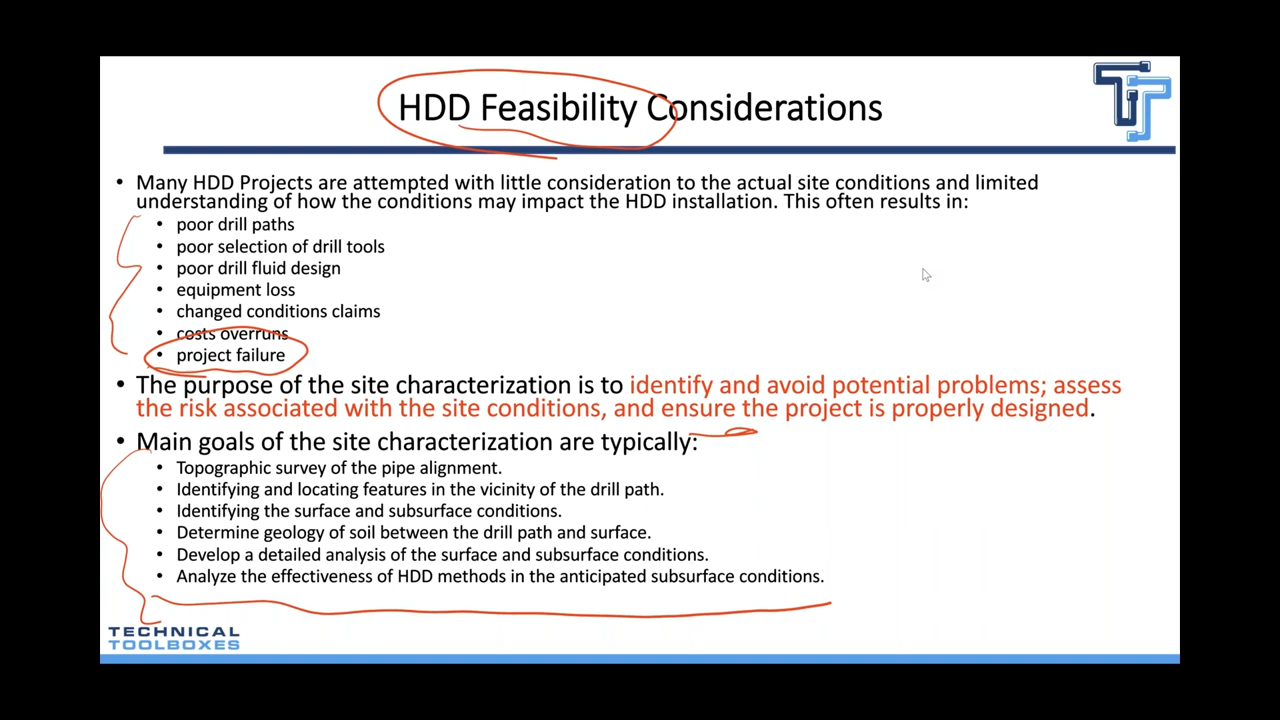 HDD Feasibility Considerations
• Many HDD Projects are attempted with little consideration to the actual site conditions and limited
understanding of how the conditions may impact the HDD installation. This often results in:
• poor drill paths
• poor selection of drill tools
• poor drill fluid design
• equipment loss
• changed conditions claims
• costs overruns
• project failure
• The purpose of the site characterization is to identify and avoid potential problems; assess
the risk associated with the site conditions, and ensure the project is properly designed.
• Main goals of the site characterization are typically:
• Topographic survey of the pipe alignment.
• Identifying and locating features in the vicinity of the drill path.
• Identifying the surface and subsurface conditions.
• Determine geology of soil between the drill path and surface.
• Develop a detailed analysis of the surface and subsurface conditions.
• Analyze the effectiveness of HDD methods in the anticipated subsurface conditions.
TECHNICAL
TOOLBOXES